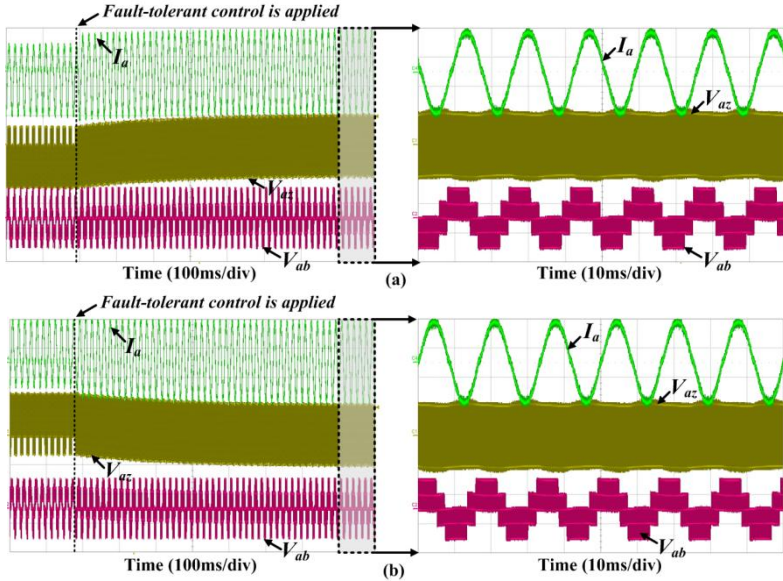 Fault-tolerant control is applied
Ia
Ia
Vaz
Vaz
Vab
Vab
Time (100ms/div)
(a)
Time (10ms/div)
Fault-tolerant control is applied
Ia
Ia
Vaz
Vaz
Vab
Vab
Time (100ms/div)
(b)
Time (10ms/div)